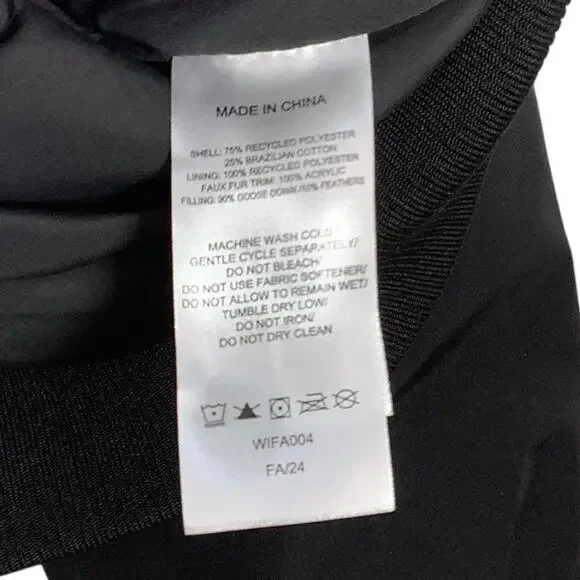 MADE IN CHINA
SHELL: 75% RECYCLED POLYESTER
25% BRAZILIAN COTTON
LINING: 100% RECYCLED POLYESTER
FAUX FUR TRIM: 100% ACRYLIC
FILLING: 90% GOOSE DOWN/10% FEATHERS
MACHINE WASH COLD
GENTLE CYCLE SEPARATELY/
DO NOT BLEACH/
DO NOT USE FABRIC SOFTENER/
DO NOT ALLOW TO REMAIN WET/
TUMBLE DRY LOW/
DO NOT IRON/
DO NOT DRY CLEAN
WIFA004
FA/24